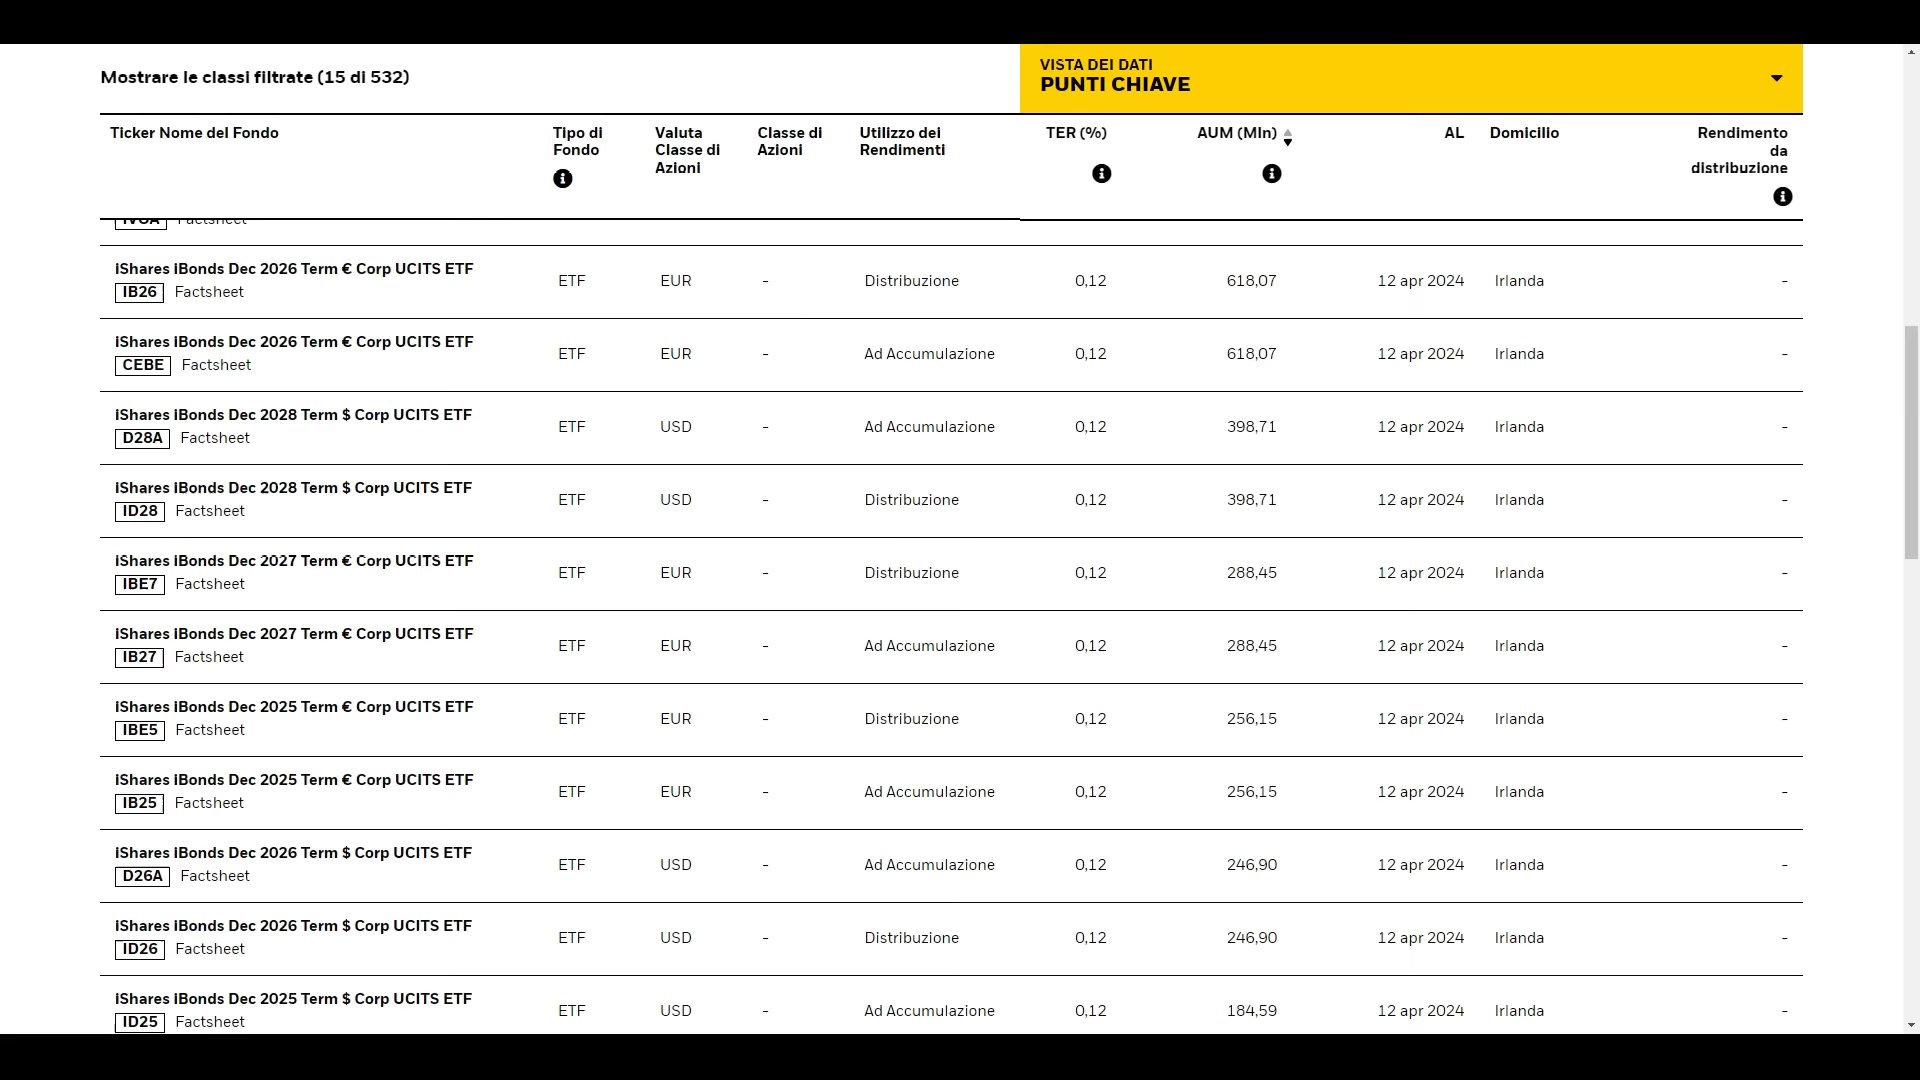 Mostrare le classi filtrate (15 di 532)
VISTA DEI DATI
PUNTI CHIAVE
Ticker Nome del Fondo
Tipo di Fondo
Valuta Classe di Azioni
Classe di Azioni
Utilizzo dei Rendimenti
TER (%)
AUM (Mln)
AL
Domicilio
Rendimento da distribuzione
Factsheet
iShares iBonds Dec 2026 Term € Corp UCITS ETF
IB26 Factsheet
ETF EUR - Distribuzione 0,12 618,07 12 apr 2024 Irlanda -
iShares iBonds Dec 2026 Term € Corp UCITS ETF
CEBE Factsheet
ETF EUR - Ad Accumulazione 0,12 618,07 12 apr 2024 Irlanda -
iShares iBonds Dec 2028 Term $ Corp UCITS ETF
D28A Factsheet
ETF USD - Ad Accumulazione 0,12 398,71 12 apr 2024 Irlanda -
iShares iBonds Dec 2028 Term $ Corp UCITS ETF
ID28 Factsheet
ETF USD - Distribuzione 0,12 398,71 12 apr 2024 Irlanda -
iShares iBonds Dec 2027 Term € Corp UCITS ETF
IBE7 Factsheet
ETF EUR - Distribuzione 0,12 288,45 12 apr 2024 Irlanda -
iShares iBonds Dec 2027 Term € Corp UCITS ETF
IB27 Factsheet
ETF EUR - Ad Accumulazione 0,12 288,45 12 apr 2024 Irlanda -
iShares iBonds Dec 2025 Term € Corp UCITS ETF
IBE5 Factsheet
ETF EUR - Distribuzione 0,12 256,15 12 apr 2024 Irlanda -
iShares iBonds Dec 2025 Term € Corp UCITS ETF
IB25 Factsheet
ETF EUR - Ad Accumulazione 0,12 256,15 12 apr 2024 Irlanda -
iShares iBonds Dec 2026 Term $ Corp UCITS ETF
D26A Factsheet
ETF USD - Ad Accumulazione 0,12 246,90 12 apr 2024 Irlanda -
iShares iBonds Dec 2026 Term $ Corp UCITS ETF
ID26 Factsheet
ETF USD - Distribuzione 0,12 246,90 12 apr 2024 Irlanda -
iShares iBonds Dec 2025 Term $ Corp UCITS ETF
ID25 Factsheet
ETF USD - Ad Accumulazione 0,12 184,59 12 apr 2024 Irlanda -